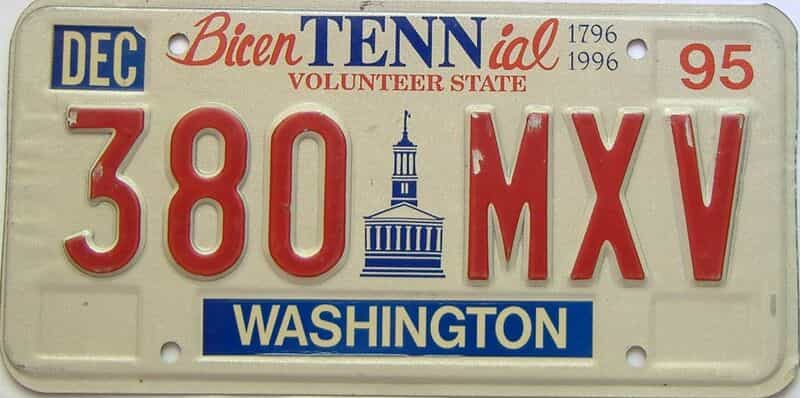 DEC BicenTENNial 1796 1996 95
VOLUNTEER STATE
380 MXV
WASHINGTON